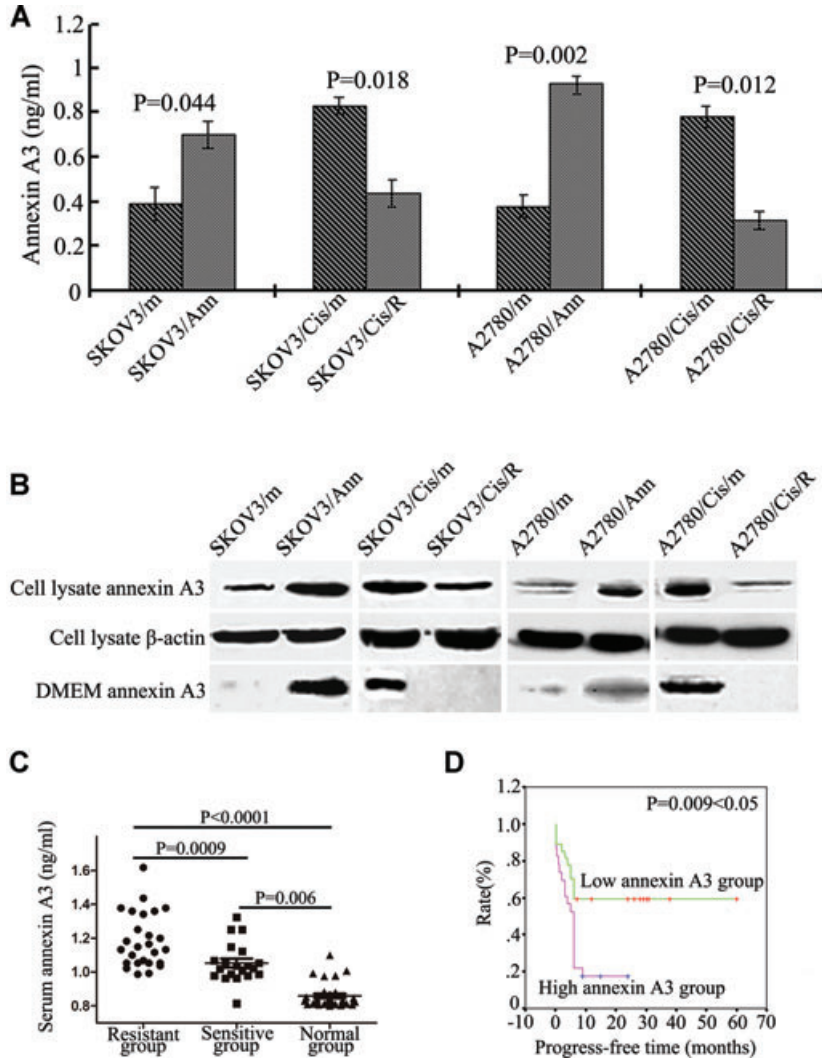 A
Annexin A3 (ng/ml)
1.2
1
0.8
0.6
0.4
0.2
0
P=0.044
P=0.018
P=0.002
P=0.012
SKOV3/m
SKOV3/Ann
SKOV3/Cis/m
SKOV3/Cis/R
A2780/m
A2780/Ann
A2780/Cis/m
A2780/Cis/R
B
SKOV3/m
SKOV3/Ann
SKOV3/Cis/m
SKOV3/Cis/R
A2780/m
A2780/Ann
A2780/Cis/m
A2780/Cis/R
Cell lysate annexin A3
Cell lysate β-actin
DMEM annexin A3
C
Serum annexin A3 (ng/ml)
P<0.0001
P=0.0009
P=0.006
1.6
1.4
1.2
1.0
0.8
Resistant group
Sensitive group
Normal group
D
Rate(%)
1.2
1.0
.8
.6
.4
.2
0
P=0.009<0.05
Low annexin A3 group
High annexin A3 group
-10 0 10 20 30 40 50 60 70
Progress-free time (months)